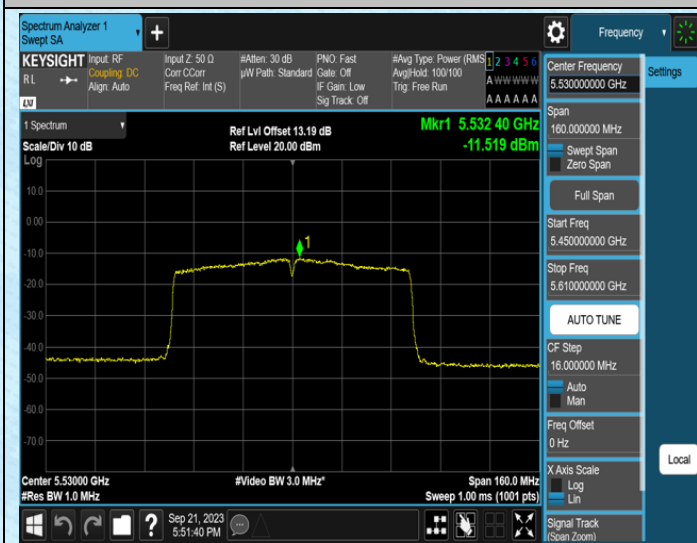 Spectrum Analyzer 1
Swept SA
+
Frequency
KEYSIGHT
RL
LXI
Input: RF
Coupling: DC
Align: Auto
Input Z: 50 Ω
Corr CCorr
Freq Ref: Int (S)
#Atten: 30 dB
µW Path: Standard
PNO: Fast
Gate: Off
IF Gain: Low
Sig Track: Off
#Avg Type: Power (RMS
Avg|Hold: 100/100
Trig: Free Run
1 2 3 4 5 6
A W W W W W
A A A A A A
1 Spectrum
Scale/Div 10 dB
Log
Ref Lvl Offset 13.19 dB
Ref Level 20.00 dBm
Mkr1 5.532 40 GHz
-11.519 dBm
10.0
0.00
-10.0
-20.0
-30.0
-40.0
-50.0
-60.0
-70.0
1
Center 5.53000 GHz
#Res BW 1.0 MHz
#Video BW 3.0 MHz*
Span 160.0 MHz
Sweep 1.00 ms (1001 pts)
?
Sep 21, 2023
5:51:40 PM
Center Frequency
5.530000000 GHz
Span
160.000000 MHz
Swept Span
Zero Span
Full Span
Start Freq
5.450000000 GHz
Stop Freq
5.610000000 GHz
AUTO TUNE
CF Step
16.000000 MHz
Auto
Man
Freq Offset
0 Hz
X Axis Scale
Log
Lin
Signal Track
(Span Zoom)
Settings
Local